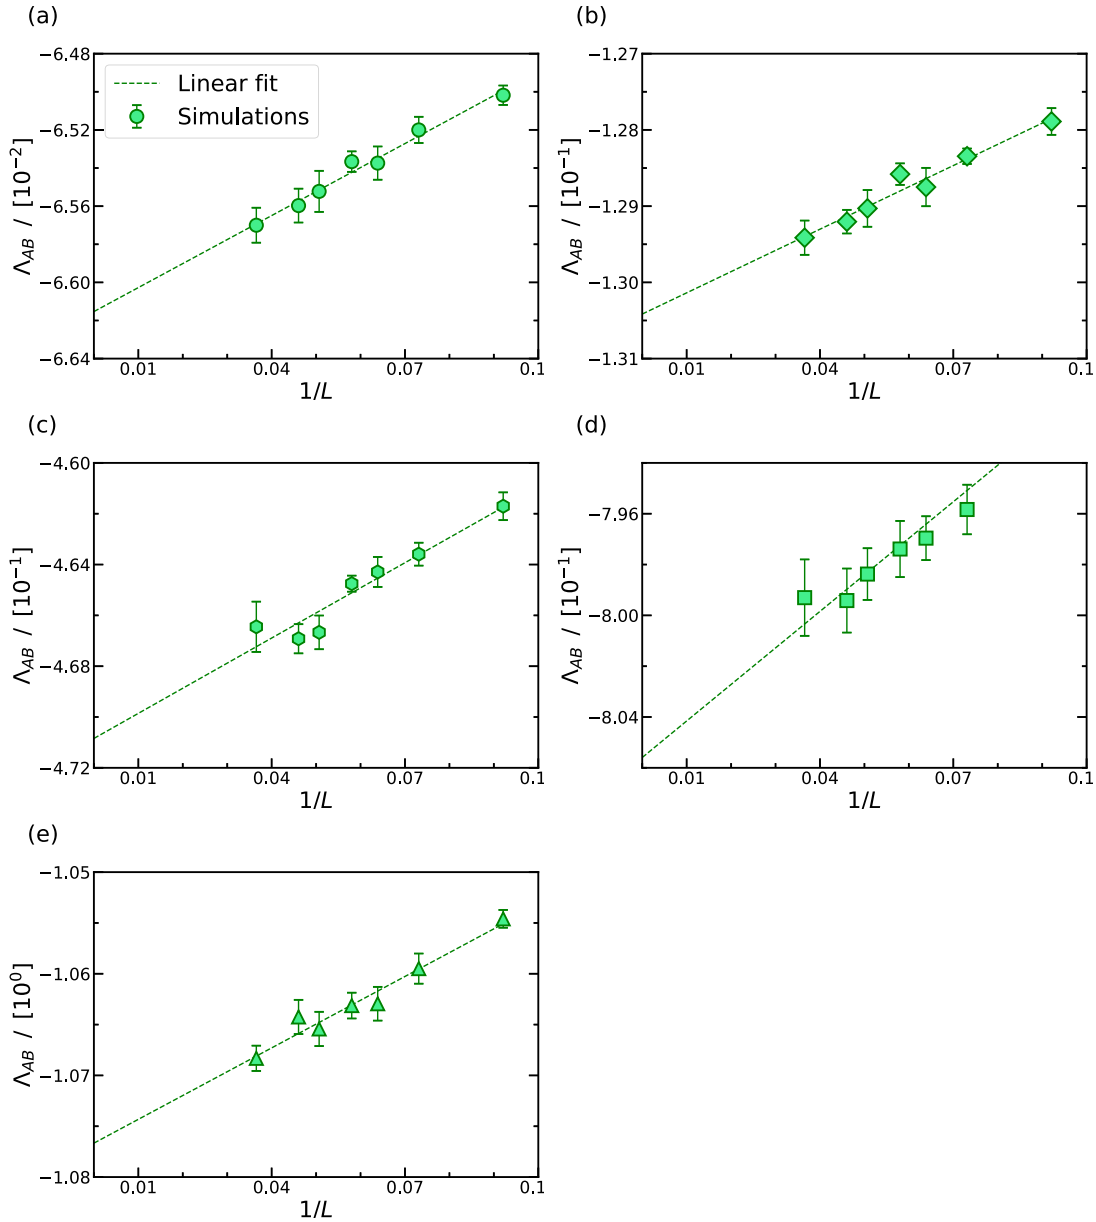 (a)
−6.48
−6.52
−6.56
−6.60
−6.64
Λ_AB / [10^−2]
Linear fit
Simulations
0.01 0.04 0.07 0.1
1/L
(b)
−1.27
−1.28
−1.29
−1.30
−1.31
Λ_AB / [10^−1]
0.01 0.04 0.07 0.1
1/L
(c)
−4.60
−4.64
−4.68
−4.72
Λ_AB / [10^−1]
0.01 0.04 0.07 0.1
1/L
(d)
−7.96
−8.00
−8.04
Λ_AB / [10^−1]
0.01 0.04 0.07 0.1
1/L
(e)
−1.05
−1.06
−1.07
−1.08
Λ_AB / [10^0]
0.01 0.04 0.07 0.1
1/L